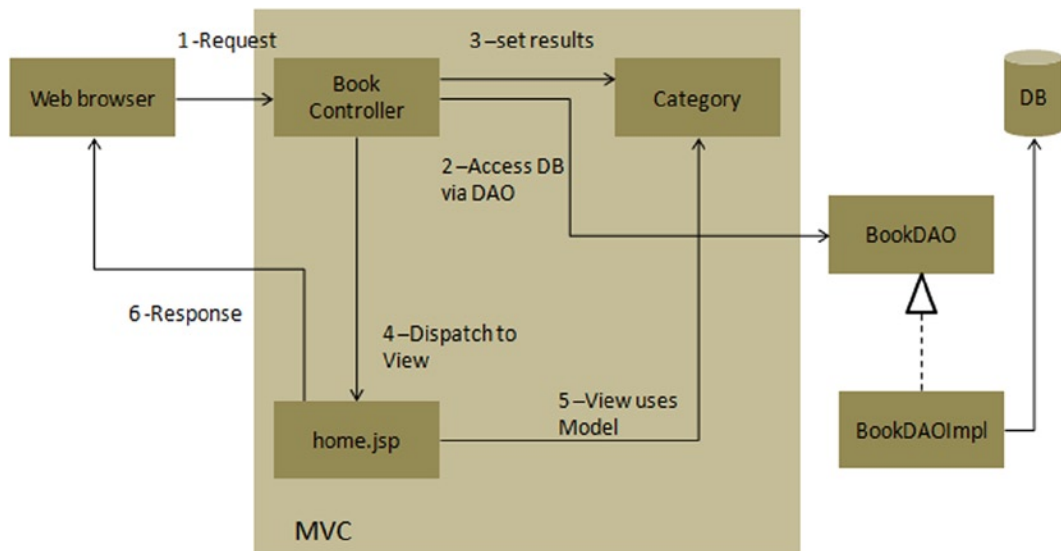 1 -Request
3 –set results
Web browser
Book
Controller
Category
DB
2 –Access DB
via DAO
BookDAO
6 -Response
4 –Dispatch to
View
5 –View uses
Model
home.jsp
BookDAOImpl
MVC